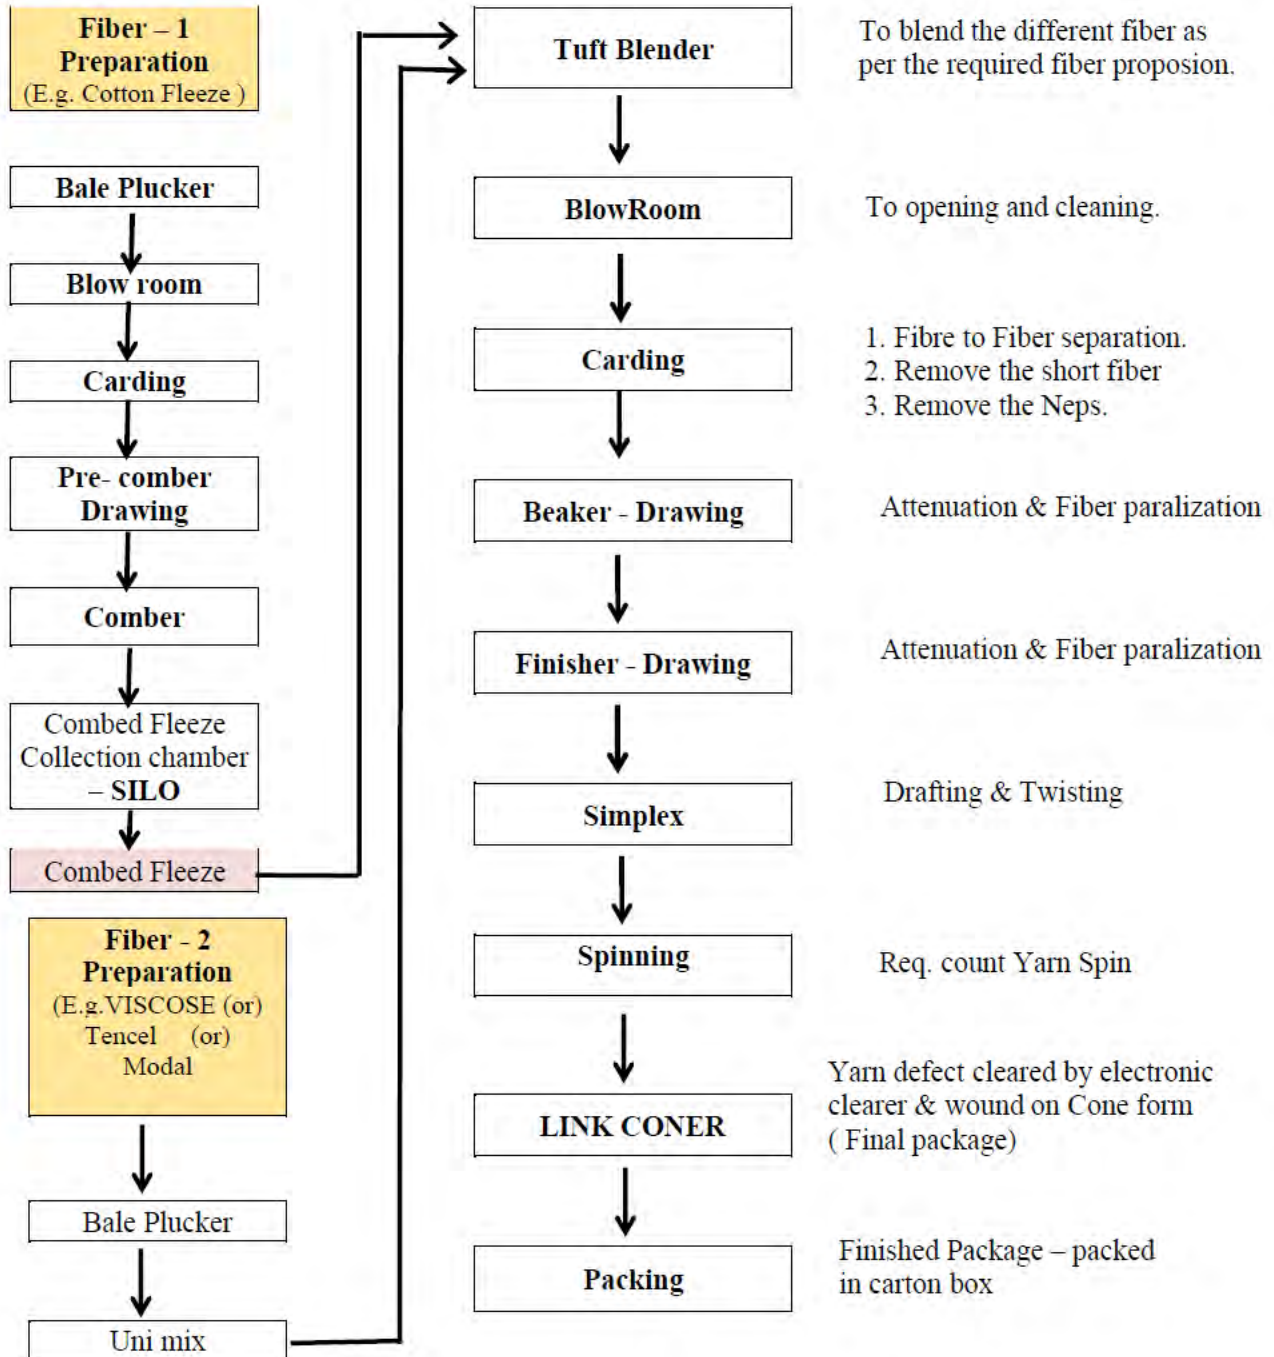 Fiber – 1
Preparation
(E.g. Cotton Fleeze )
Bale Plucker
Blow room
Carding
Pre- comber
Drawing
Comber
Combed Fleeze
Collection chamber
– SILO
Combed Fleeze
Fiber - 2
Preparation
(E.g.VISCOSE (or)
Tencel (or)
Modal
Bale Plucker
Uni mix
Tuft Blender
To blend the different fiber as
per the required fiber proposion.
BlowRoom
To opening and cleaning.
Carding
1. Fibre to Fiber separation.
2. Remove the short fiber
3. Remove the Neps.
Beaker - Drawing
Attenuation & Fiber paralization
Finisher - Drawing
Attenuation & Fiber paralization
Simplex
Drafting & Twisting
Spinning
Req. count Yarn Spin
LINK CONER
Yarn defect cleared by electronic
clearer & wound on Cone form
( Final package)
Packing
Finished Package – packed
in carton box